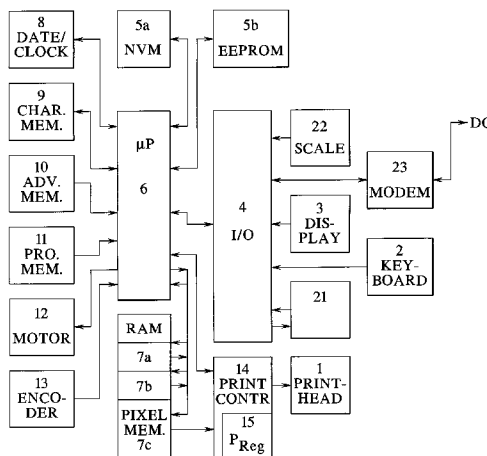 8
DATE/
CLOCK
5a
NVM
5b
EEPROM
9
CHAR.
MEM.
μP
6
22
SCALE
10
ADV.
MEM.
4
I/O
23
MODEM
DC
3
DIS-
PLAY
11
PRO.
MEM.
2
KEY-
BOARD
12
MOTOR
21
RAM
7a
7b
PIXEL
MEM.
7c
13
ENCO-
DER
14
PRINT
CONTR
15
PReg
1
PRINT-
HEAD